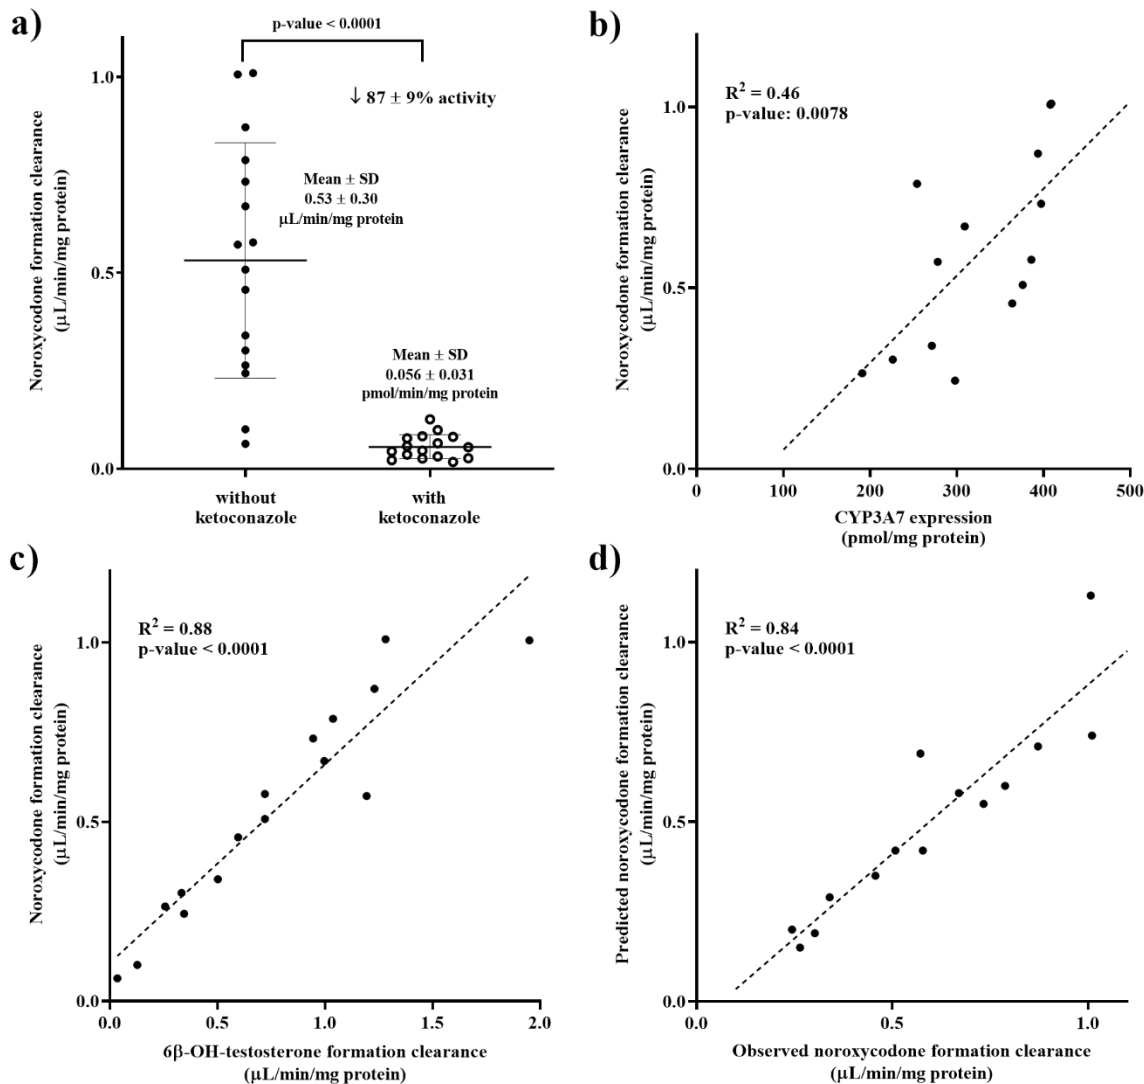 a)
p-value < 0.0001
↓ 87 ± 9% activity
Mean ± SD
0.53 ± 0.30
μL/min/mg protein
Mean ± SD
0.056 ± 0.031
pmol/min/mg protein
Noroxycodone formation clearance
(μL/min/mg protein)
1.0
0.5
0.0
without
ketoconazole
with
ketoconazole
b)
R² = 0.46
p-value: 0.0078
Noroxycodone formation clearance
(μL/min/mg protein)
1.0
0.5
0.0
0 100 200 300 400 500
CYP3A7 expression
(pmol/mg protein)
c)
R² = 0.88
p-value < 0.0001
Noroxycodone formation clearance
(μL/min/mg protein)
1.0
0.5
0.0
0.0 0.5 1.0 1.5 2.0
6β-OH-testosterone formation clearance
(μL/min/mg protein)
d)
R² = 0.84
p-value < 0.0001
Predicted noroxycodone formation clearance
(μL/min/mg protein)
1.0
0.5
0.0
0.0 0.5 1.0
Observed noroxycodone formation clearance
(μL/min/mg protein)